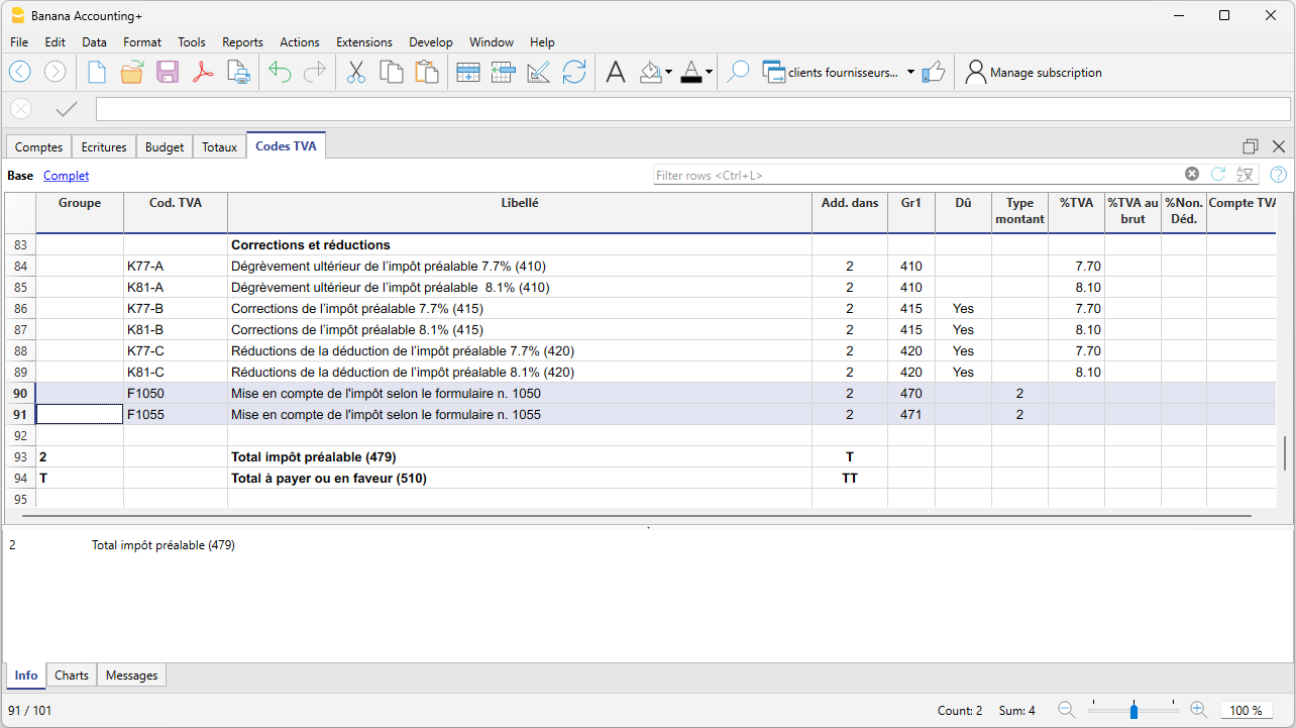 Banana Accounting+
File Edit Data Format Tools Reports Actions Extensions Develop Window Help
clients fournisseurs... Manage subscription
Comptes Ecritures Budget Totaux Codes TVA
Base Complet Filter rows <Ctrl+L>
Groupe Cod. TVA Libellé Add. dans Gr1 Dû Type montant %TVA %TVA au brut %Non. Déd. Compte TVA
83 Corrections et réductions
84 K77-A Dégrèvement ultérieur de l'impôt préalable 7.7% (410) 2 410 7.70
85 K81-A Dégrèvement ultérieur de l'impôt préalable  8.1% (410) 2 410 8.10
86 K77-B Corrections de l'impôt préalable 7.7% (415) 2 415 Yes 7.70
87 K81-B Corrections de l'impôt préalable 8.1% (415) 2 415 Yes 8.10
88 K77-C Réductions de la déduction de l'impôt préalable 7.7% (420) 2 420 Yes 7.70
89 K81-C Réductions de la déduction de l'impôt préalable 8.1% (420) 2 420 Yes 8.10
90 F1050 Mise en compte de l'impôt selon le formulaire n. 1050 2 470 2
91 F1055 Mise en compte de l'impôt selon le formulaire n. 1055 2 471 2
92
93 2 Total impôt préalable (479) T
94 T Total à payer ou en faveur (510) TT
95
2 Total impôt préalable (479)
Info Charts Messages
91 / 101 Count: 2 Sum: 4 100 %